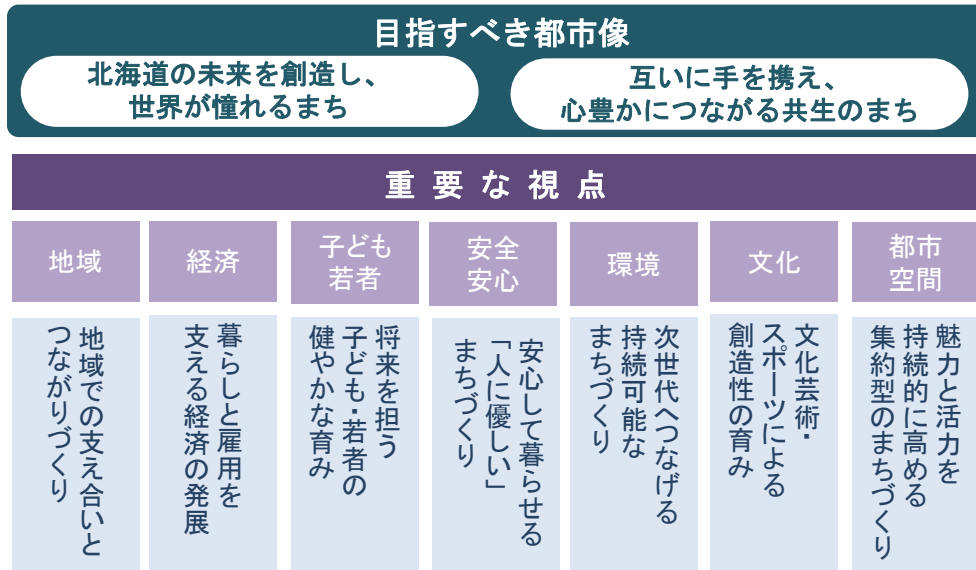 目指すべき都市像
北海道の未来を創造し、
世界が憧れるまち
互いに手を携え、
心豊かにつながる共生のまち
重要な視点
地域
経済
子ども
若者
安全
安心
環境
文化
都市
空間
地域での支え合いと
つながりづくり
暮らしと雇用を
支える経済の発展
将来を担う
子ども・若者の
健やかな育み
安心して暮らせる
「人に優しい」
まちづくり
次世代へつなげる
持続可能な
まちづくり
文化芸術・
スポーツによる
創造性の育み
魅力と活力を
持続的に高める
集約型のまちづくり